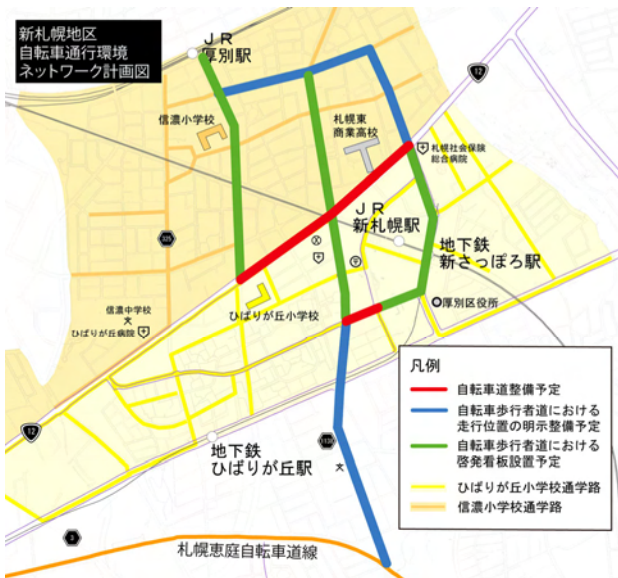 新札幌地区
自転車通行環境
ネットワーク計画図
JR
厚別駅
12
信濃小学校
札幌東
商業高校
札幌社会保険
総合病院
JR
新札幌駅
325
地下鉄
新さっぽろ駅
厚別区役所
信濃中学校
文
ひばりが丘病院
ひばりが丘小学校
凡例
自転車道整備予定
自転車歩行者道における
走行位置の明示整備予定
自転車歩行者道における
啓発看板設置予定
ひばりが丘小学校通学路
信濃小学校通学路
12
地下鉄
ひばりが丘駅
1138
文
3
札幌恵庭自転車道線